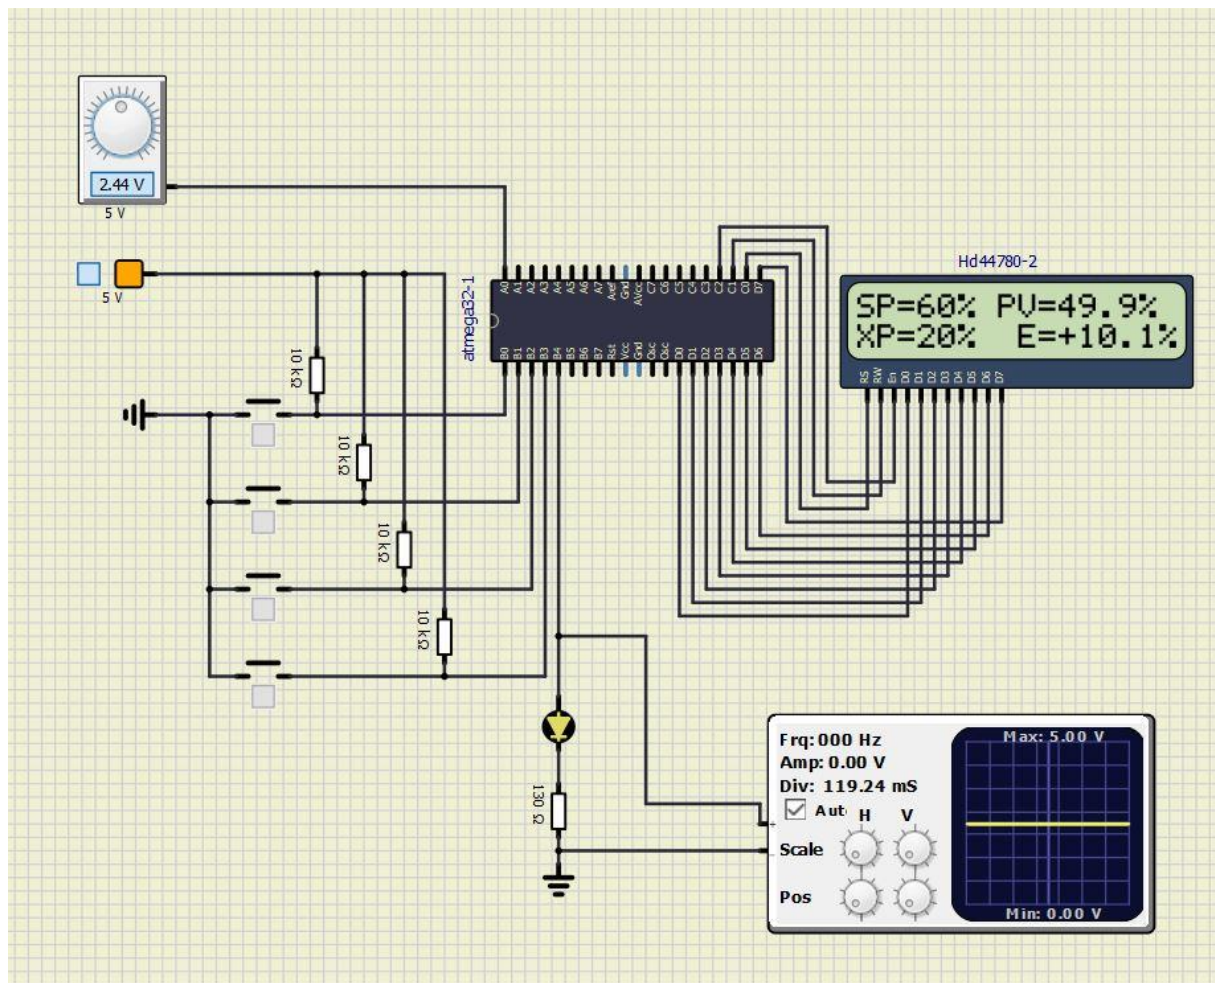 2.44 V
5 V
5 V
atmega32-1
A0 A1 A2 A3 A4 A5 A6 A7 Aref Gnd AVcc C7 C6 C5 C4 C3 C2 C1 C0 D7
B0 B1 B2 B3 B4 B5 B6 B7 Rst Vcc Gnd Osc Osc D0 D1 D2 D3 D4 D5 D6
Hd44780-2
SP=60% PV=49.9%
XP=20% E=+10.1%
RS RW En D0 D1 D2 D3 D4 D5 D6 D7
10 kΩ
10 kΩ
10 kΩ
10 kΩ
130 Ω
Frq:000 Hz
Amp: 0.00 V
Div: 119.24 mS
Aut H V
Scale
Pos
+
-
Max: 5.00 V
Min: 0.00 V